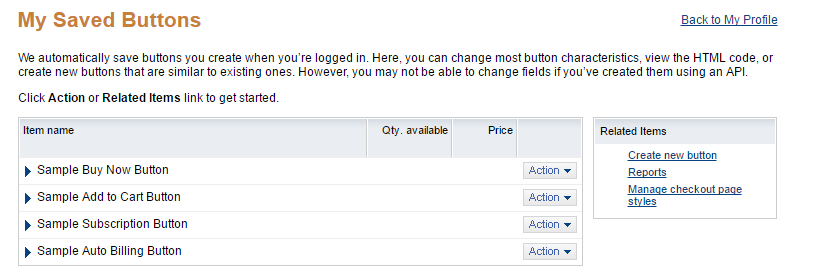 My Saved Buttons
Back to My Profile
We automatically save buttons you create when you're logged in. Here, you can change most button characteristics, view the HTML code, or
create new buttons that are similar to existing ones. However, you may not be able to change fields if you've created them using an API.
Click Action or Related Items link to get started.
Item name Qty. available Price
Sample Buy Now Button Action
Sample Add to Cart Button Action
Sample Subscription Button Action
Sample Auto Billing Button Action
Related Items
Create new button
Reports
Manage checkout page
styles